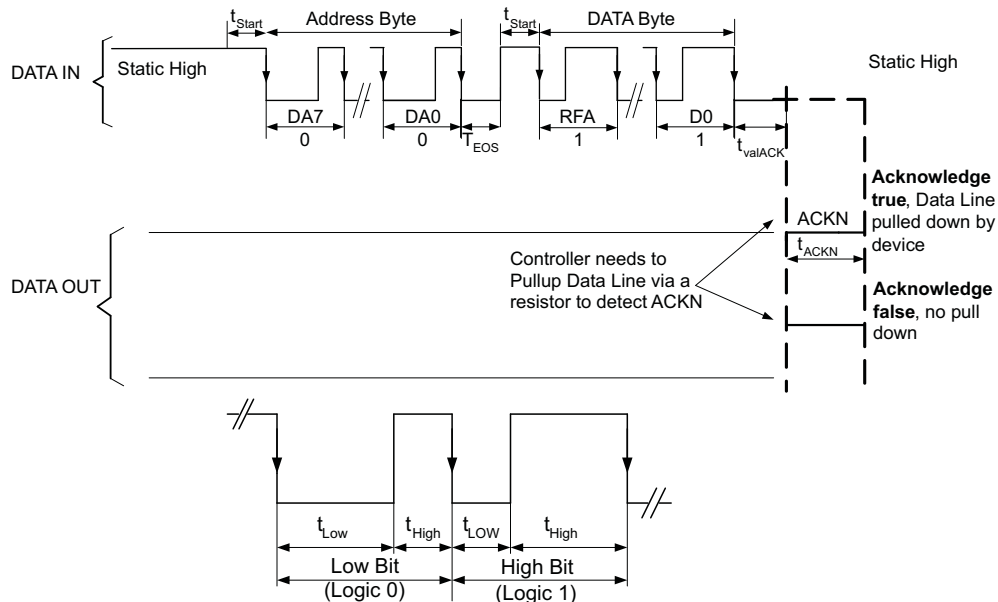 tStart
Address Byte
tStart
DATA Byte
DATA IN
Static High
Static High
DA7
0
DA0
0
TEOS
RFA
1
D0
1
tvalACK
Acknowledge
true, Data Line
pulled down by
device
ACKN
tACKN
Controller needs to
Pullup Data Line via a
resistor to detect ACKN
DATA OUT
Acknowledge
false, no pull
down
tLow
tHigh
tLOW
tHigh
Low Bit
(Logic 0)
High Bit
(Logic 1)